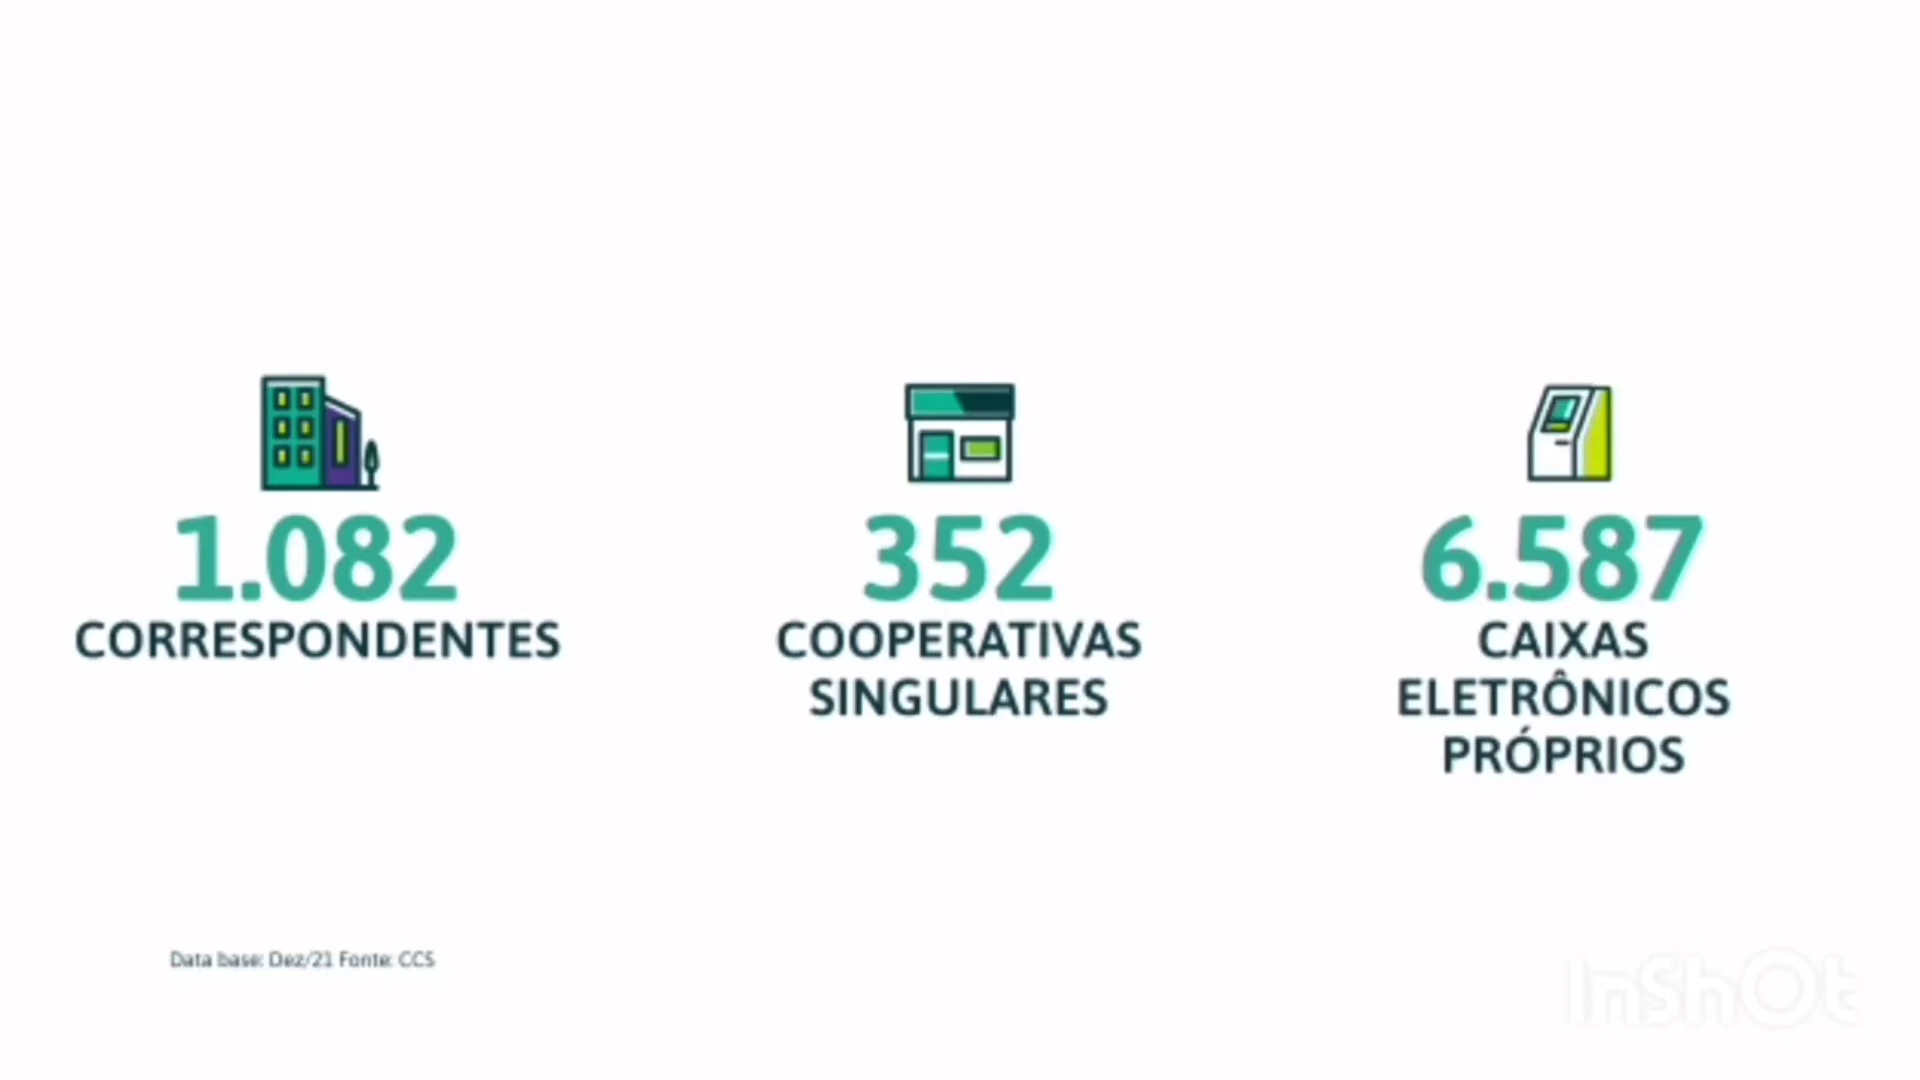 1.082
CORRESPONDENTES
352
COOPERATIVAS
SINGULARES
6.587
CAIXAS
ELETRÔNICOS
PRÓPRIOS
Data base: Dez/21 Fonte: CCS
InShOt